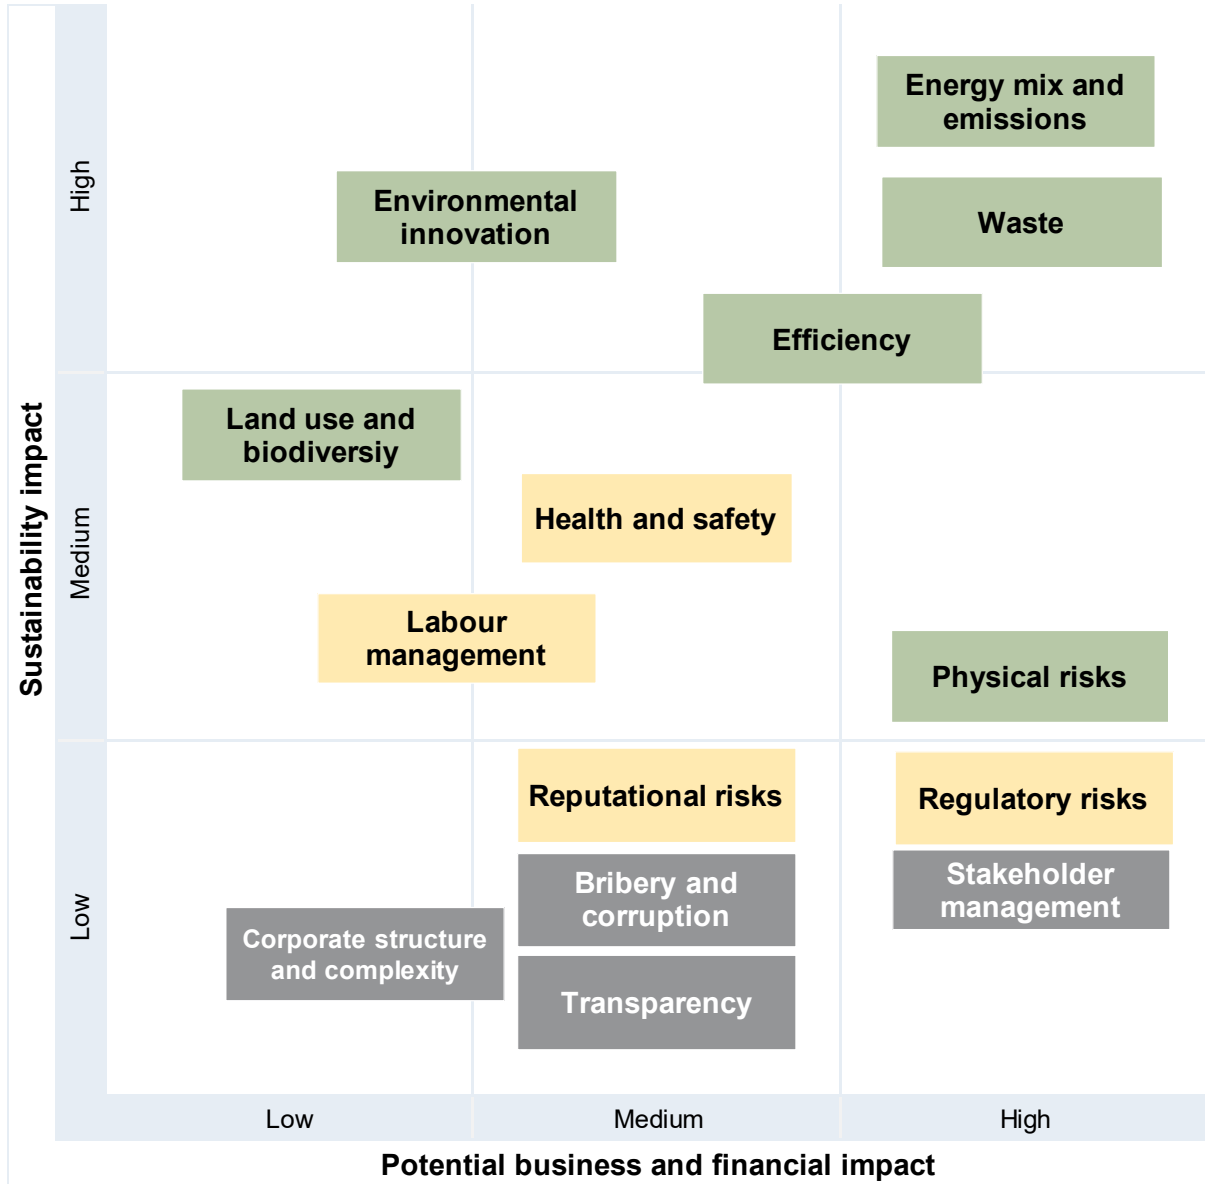 Energy mix and
emissions
Environmental
innovation
Waste
Efficiency
Land use and
biodiversiy
Health and safety
Labour
management
Physical risks
Reputational risks
Regulatory risks
Bribery and
corruption
Stakeholder
management
Corporate structure
and complexity
Transparency
Sustainability impact
High
Medium
Low
Low
Medium
High
Potential business and financial impact